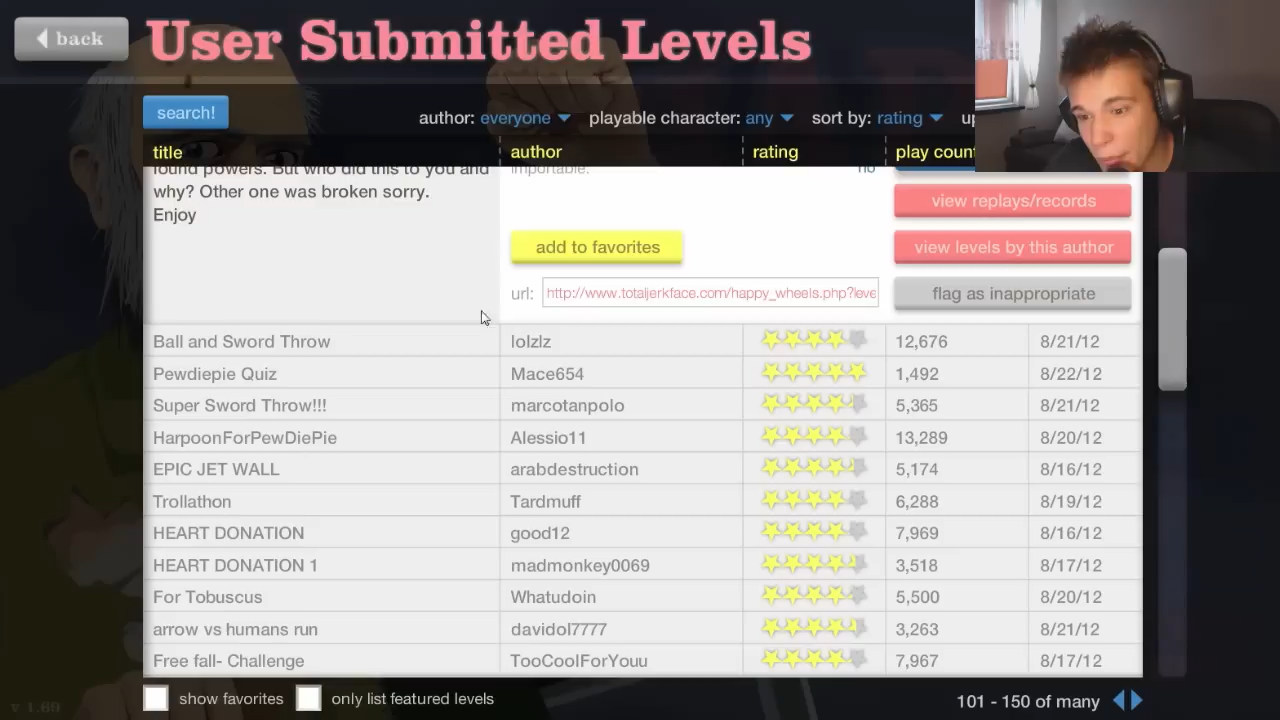 back
User Submitted Levels
search!
author: everyone playable character: any sort by: rating
title author rating play count
found powers. But who did this to you and
why? Other one was broken sorry.
Enjoy
importable: no
view replays/records
add to favorites
view levels by this author
url: http://www.totaljerkface.com/happy_wheels.php?leve
flag as inappropriate
Ball and Sword Throw lolzlz 12,676 8/21/12
Pewdiepie Quiz Mace654 1,492 8/22/12
Super Sword Throw!!! marcotanpolo 5,365 8/21/12
HarpoonForPewDiePie Alessio11 13,289 8/20/12
EPIC JET WALL arabdestruction 5,174 8/16/12
Trollathon Tardmuff 6,288 8/19/12
HEART DONATION good12 7,969 8/16/12
HEART DONATION 1 madmonkey0069 3,518 8/17/12
For Tobuscus Whatudoin 5,500 8/20/12
arrow vs humans run davidol7777 3,263 8/21/12
Free fall- Challenge TooCoolForYouu 7,967 8/17/12
show favorites only list featured levels 101 - 150 of many